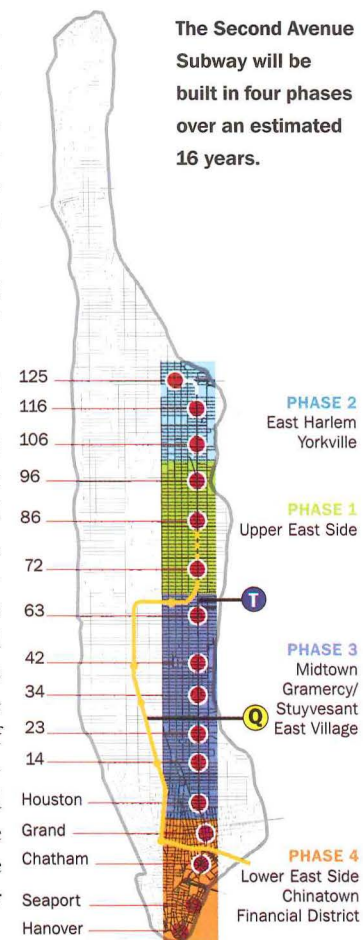 The Second Avenue
Subway will be
built in four phases
over an estimated
16 years.
125
116
106
96
86
72
63
42
34
23
14
Houston
Grand
Chatham
Seaport
Hanover
PHASE 2
East Harlem
Yorkville
PHASE 1
Upper East Side
T
PHASE 3
Midtown
Gramercy/
Stuyvesant
East Village
Q
PHASE 4
Lower East Side
Chinatown
Financial District